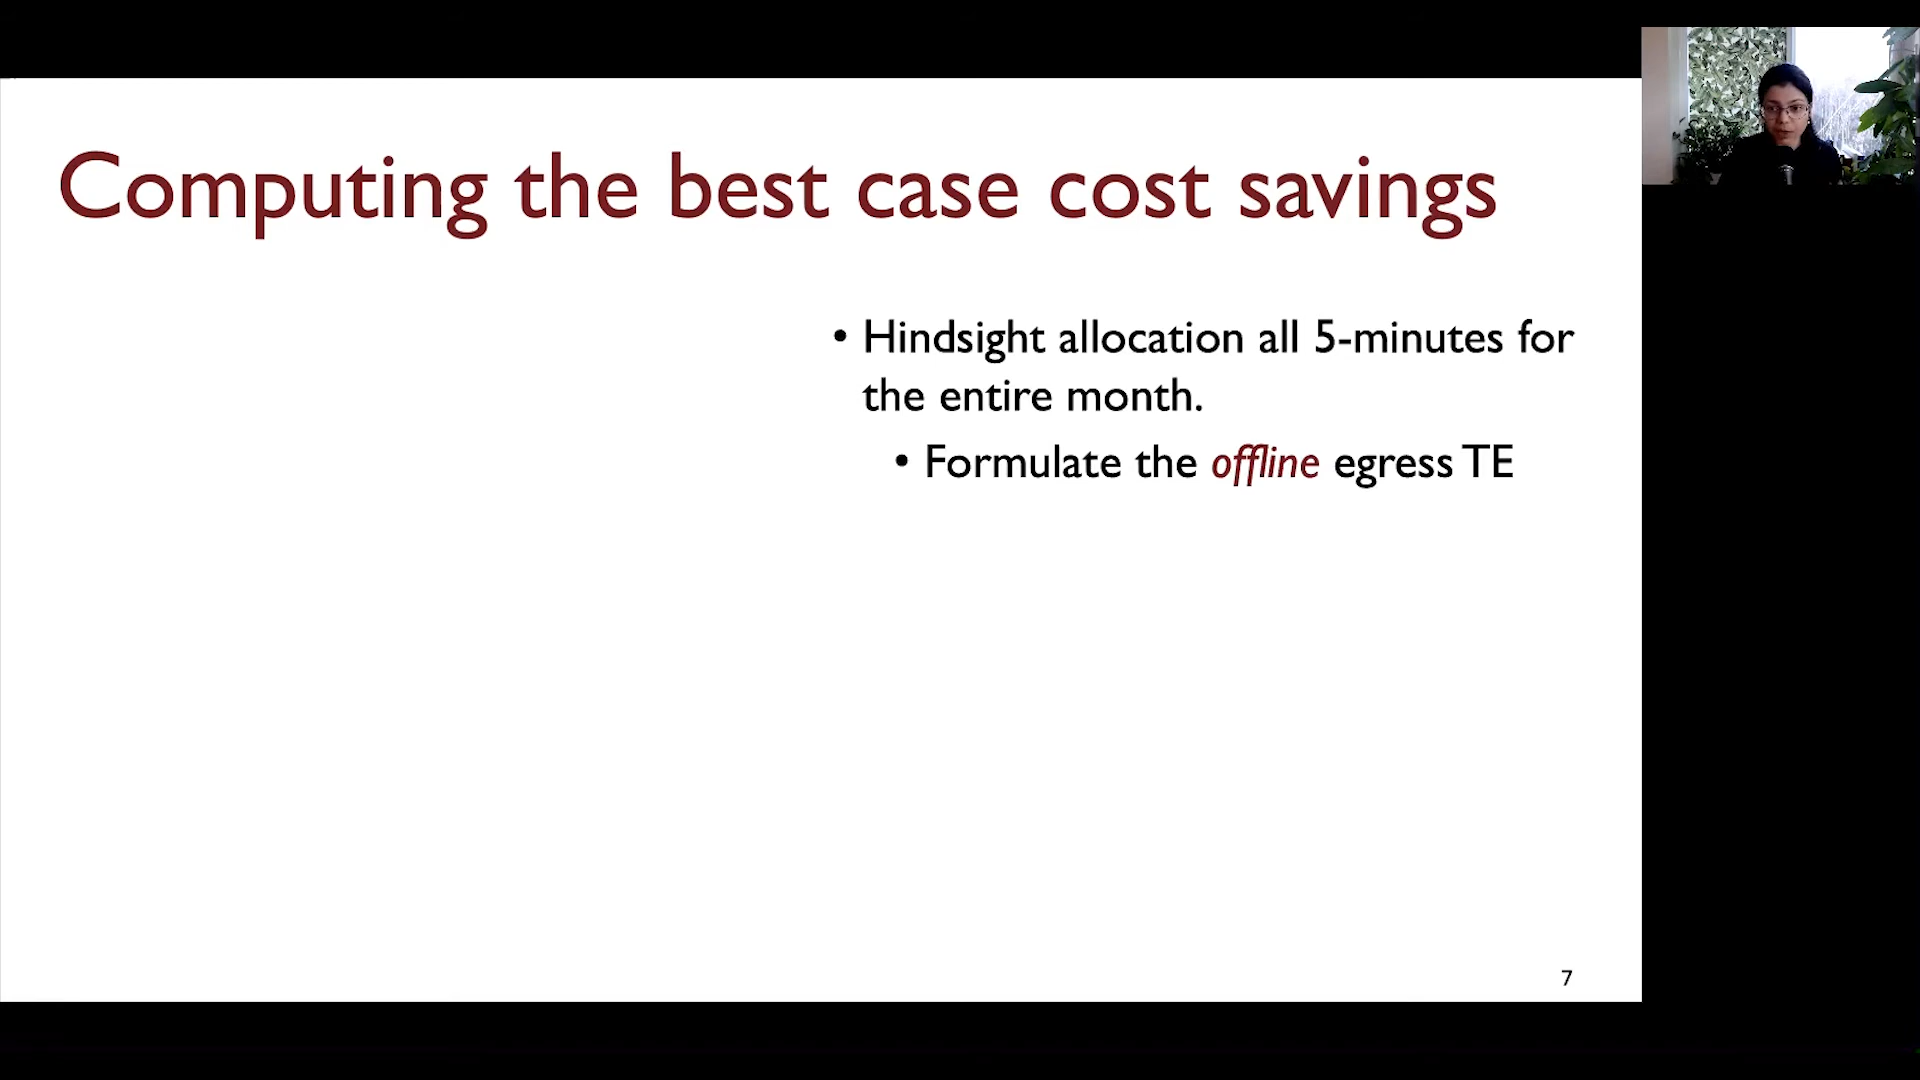 Computing the best case cost savings
• Hindsight allocation all 5-minutes for
the entire month.
• Formulate the offline egress TE
7